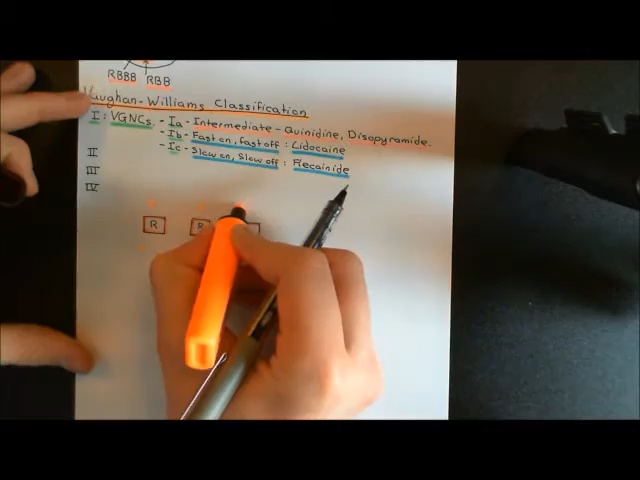 RBBB RBB
Vaughan-Williams Classification
I : VGNCs - Ia - Intermediate - Quinidine, Disopyramide.
- Ib - Fast on, fast off : Lidocaine
II - Ic - Slow on, Slow off : Flecainide
III
IV
R R